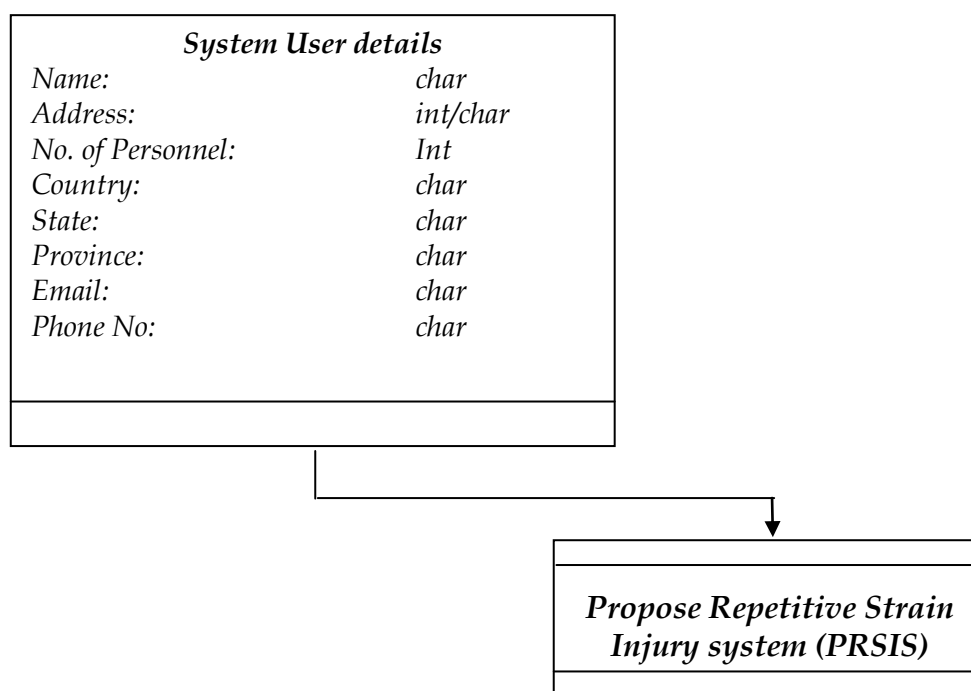 System User details
Name: char
Address: int/char
No. of Personnel: Int
Country: char
State: char
Province: char
Email: char
Phone No: char
Propose Repetitive Strain
Injury system (PRSIS)